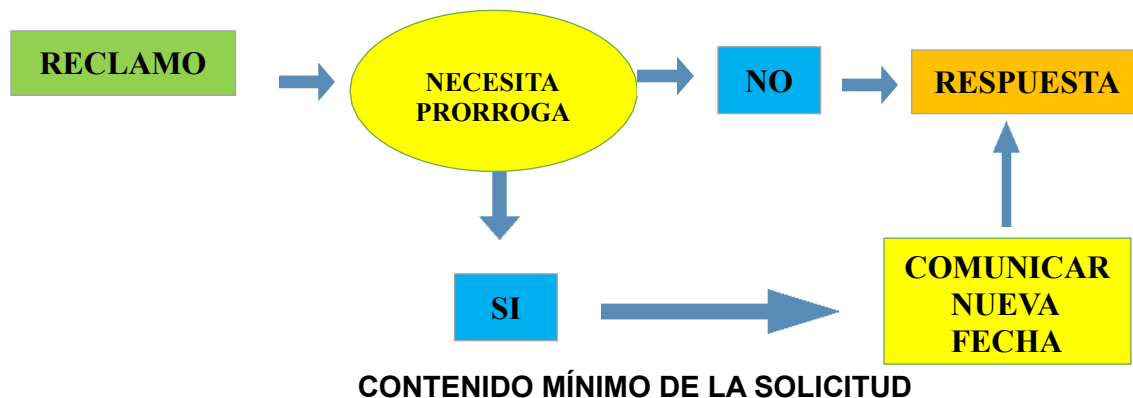 RECLAMO
NECESITA
PRORROGA
NO
RESPUESTA
SI
COMUNICAR
NUEVA
FECHA
CONTENIDO MÍNIMO DE LA SOLICITUD